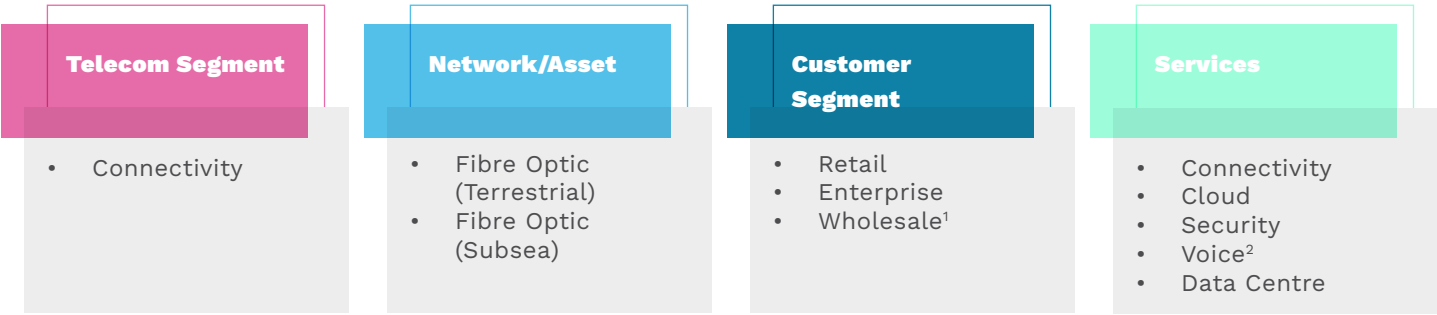 Telecom Segment
• Connectivity
Network/Asset
• Fibre Optic
(Terrestrial)
• Fibre Optic
(Subsea)
Customer
Segment
• Retail
• Enterprise
• Wholesale¹
Services
• Connectivity
• Cloud
• Security
• Voice²
• Data Centre